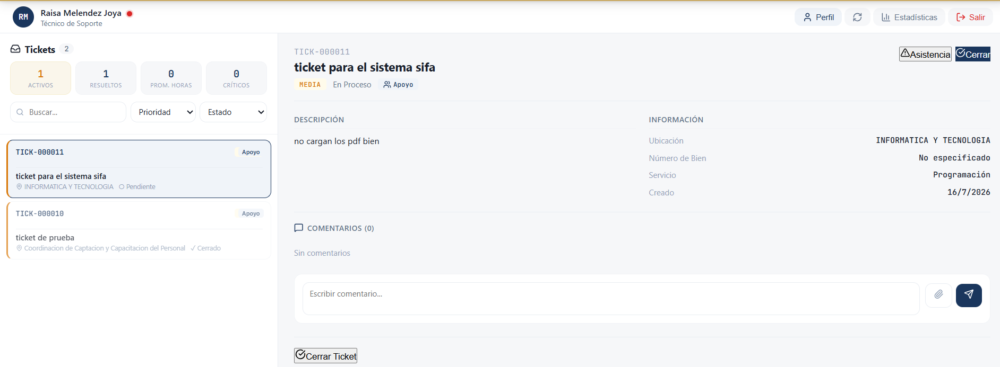 RM
Raisa Melendez Joya
Técnico de Soporte
Perfil
Estadísticas
Salir
Tickets 2
1
ACTIVOS
1
RESUELTOS
0
PROM. HORAS
0
CRÍTICOS
Buscar...
Prioridad
Estado
TICK-000011
Apoyo
ticket para el sistema sifa
INFORMATICA Y TECNOLOGIA Pendiente
TICK-000010
Apoyo
ticket de prueba
Coordinacion de Captacion y Capacitacion del Personal ✓ Cerrado
TICK-000011
ticket para el sistema sifa
MEDIA En Proceso Apoyo
Asistencia
Cerrar
DESCRIPCIÓN
no cargan los pdf bien
INFORMACIÓN
Ubicación INFORMATICA Y TECNOLOGIA
Número de Bien No especificado
Servicio Programación
Creado 16/7/2026
COMENTARIOS (0)
Sin comentarios
Escribir comentario...
Cerrar Ticket